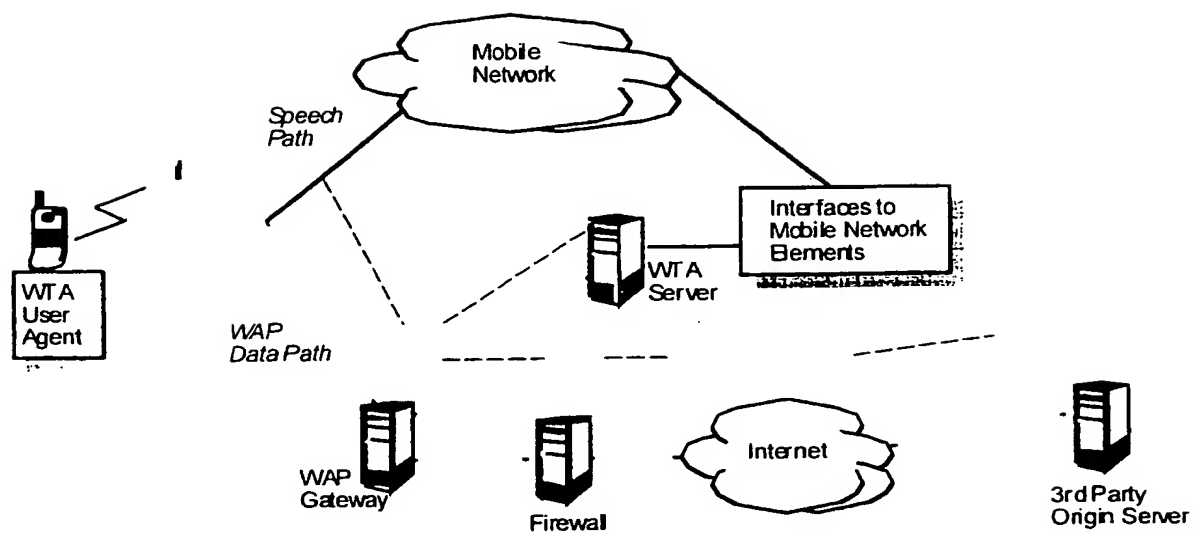 Mobile
Network
Speech
Path
Interfaces to
Mobile Network
Elements
WTA
Server
WTA
User
Agent
WAP
Data Path
WAP
Gateway
Firewall
Internet
3rd Party
Origin Server